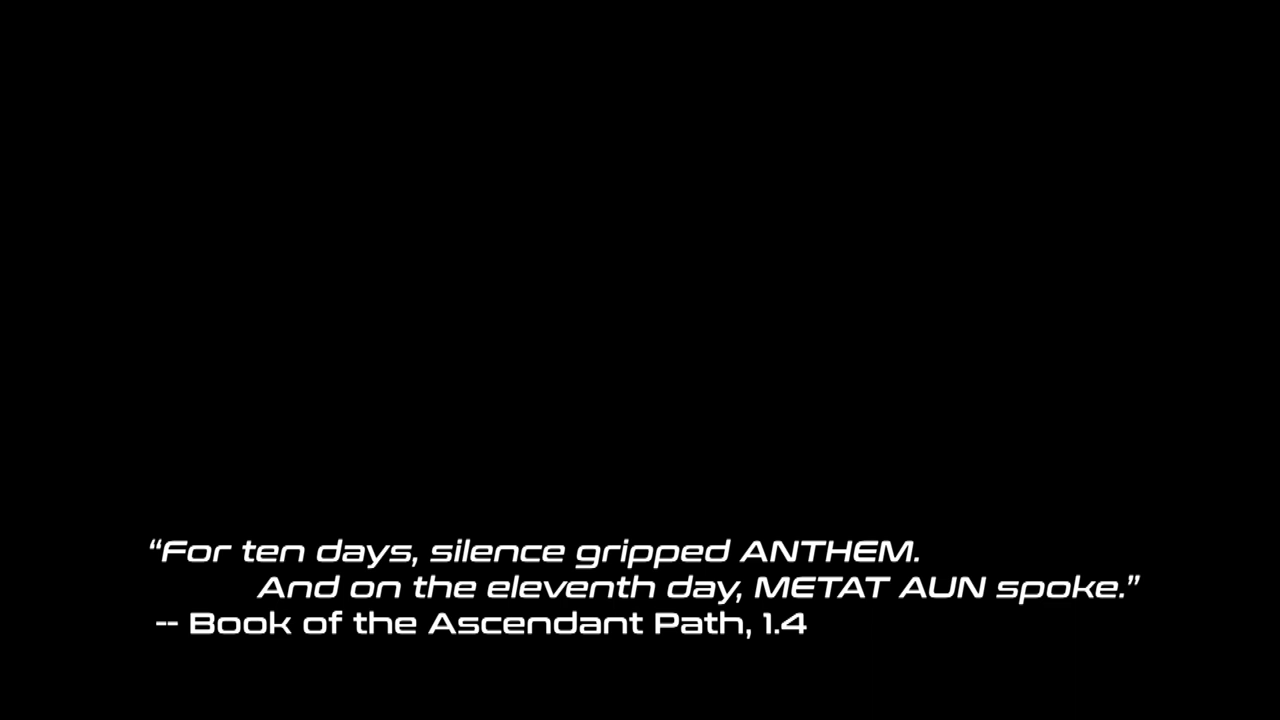 “For ten days, silence gripped ANTHEM.
And on the eleventh day, METAT AUN spoke.”
-- Book of the Ascendant Path, 1.4